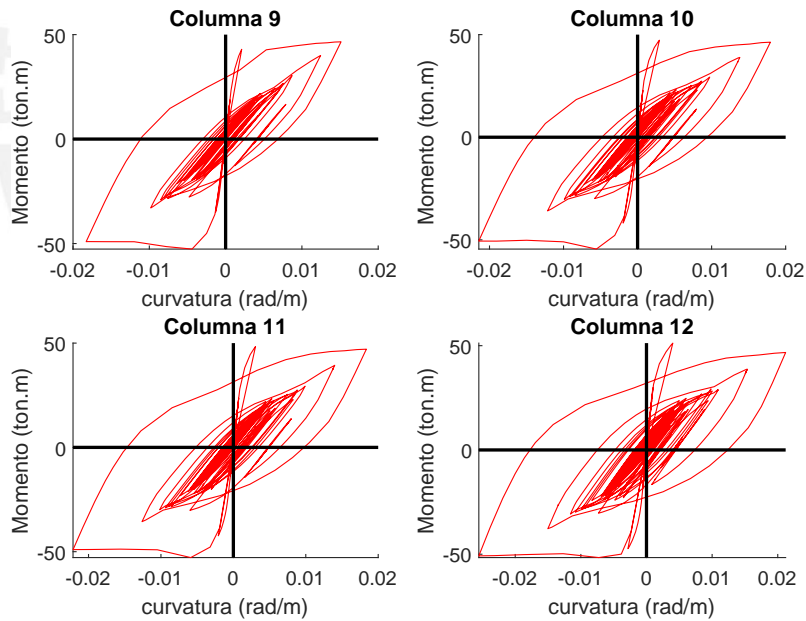 Columna 9
Momento (ton.m)
50
0
-50
-0.02 -0.01 0 0.01 0.02
curvatura (rad/m)
Columna 10
Momento (ton.m)
50
0
-50
-0.02 -0.01 0 0.01 0.02
curvatura (rad/m)
Columna 11
Momento (ton.m)
50
0
-50
-0.02 -0.01 0 0.01 0.02
curvatura (rad/m)
Columna 12
Momento (ton.m)
50
0
-50
-0.02 -0.01 0 0.01 0.02
curvatura (rad/m)